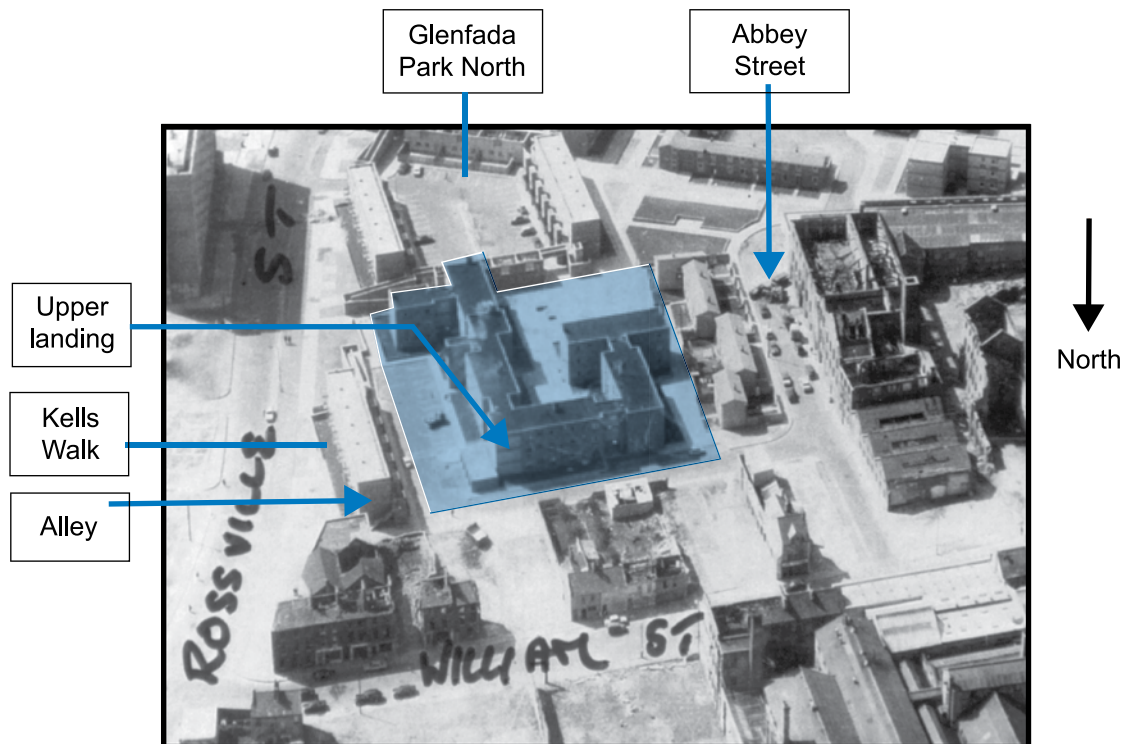 Glenfada
Park North
Abbey
Street
North
Upper
landing
Kells
Walk
Alley
ROSSVILLE ST.
WILLIAM ST